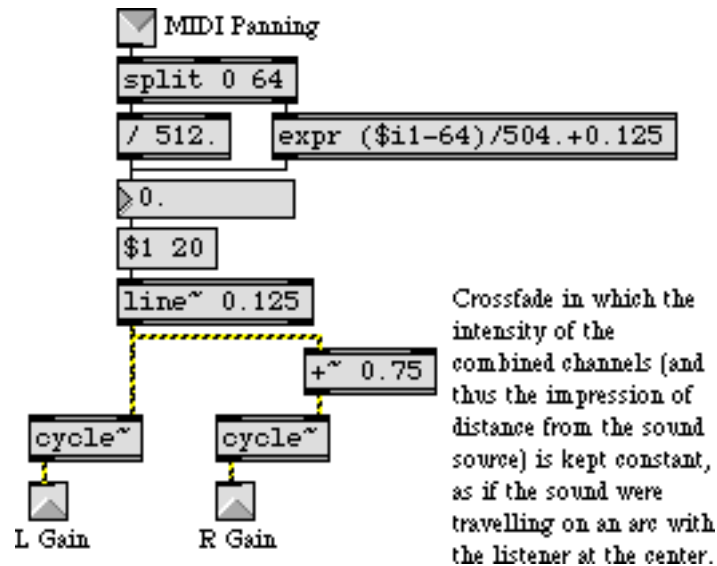 MIDI Panning
split 0 64
/ 512.
expr ($i1-64)/504.+0.125
0.
$1 20
line~ 0.125
+~ 0.75
cycle~
cycle~
L Gain
R Gain
Crossfade in which the
intensity of the
combined channels (and
thus the impression of
distance from the sound
source) is kept constant,
as if the sound were
travelling on an arc with
the listener at the center.